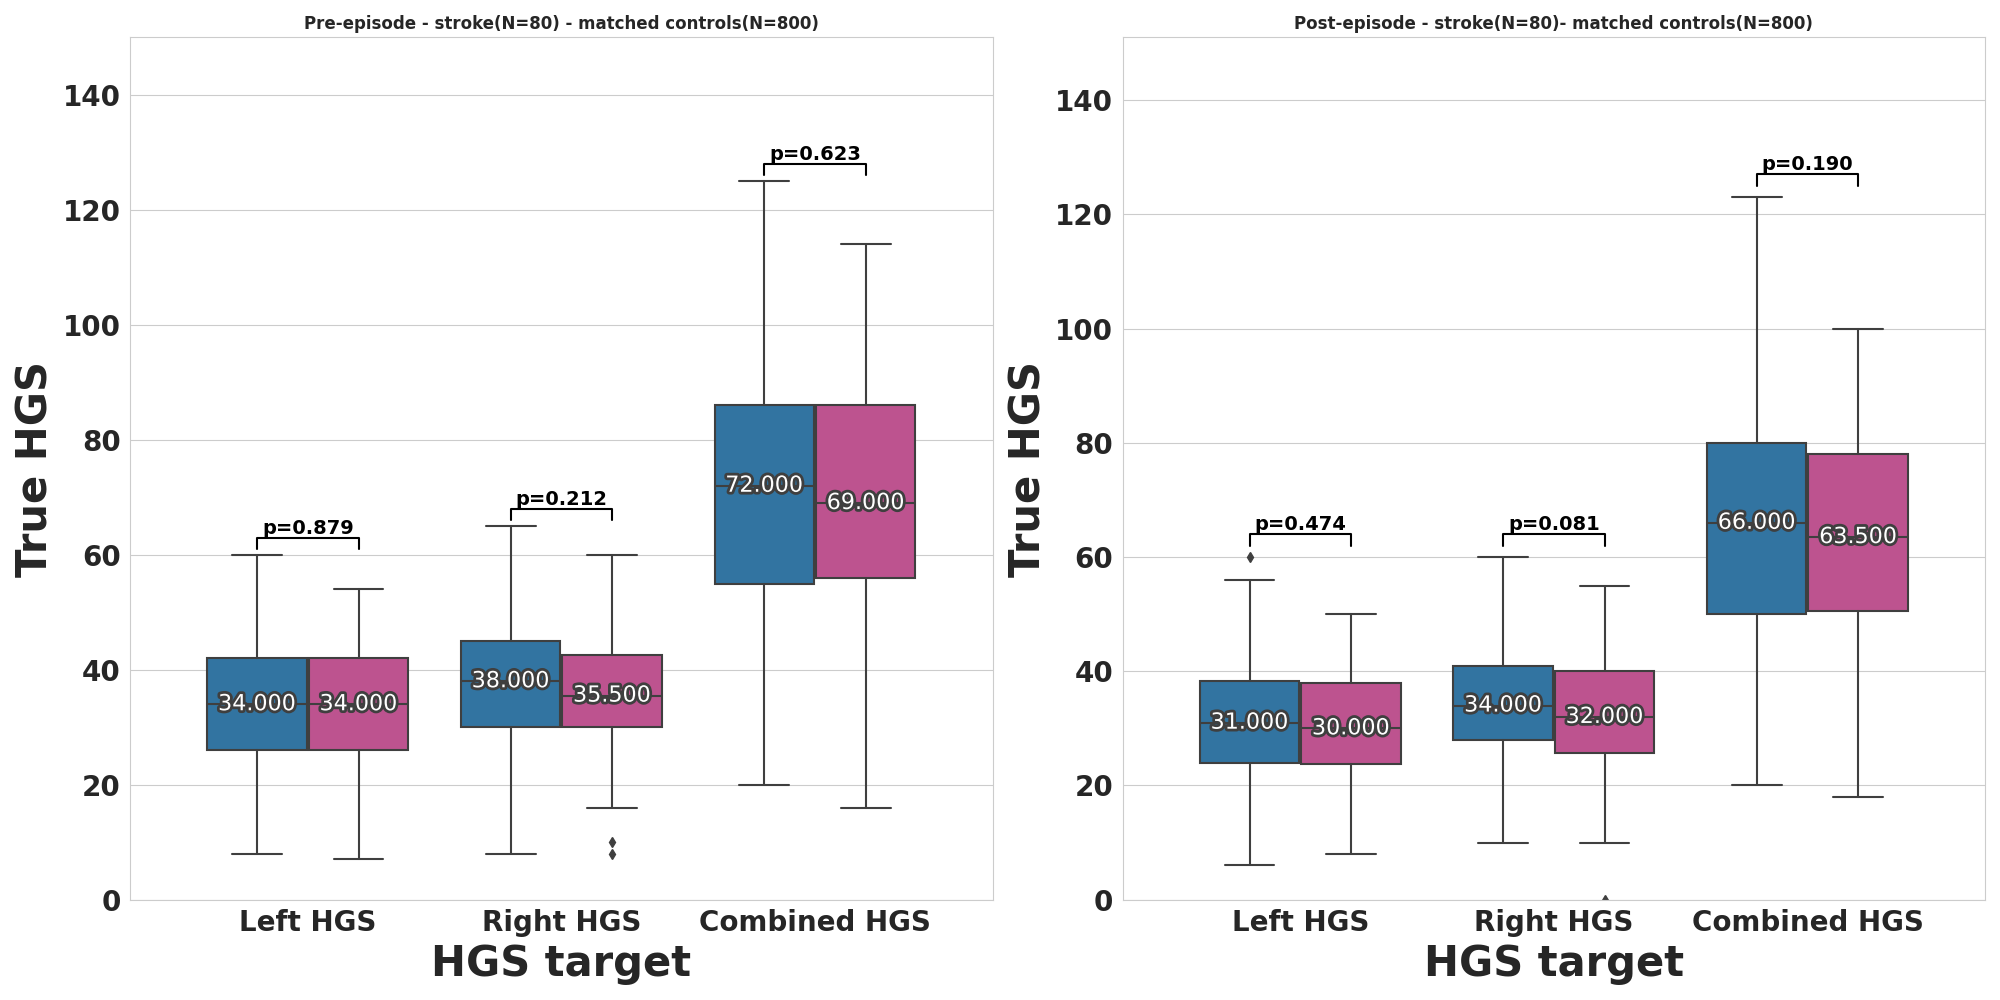 Pre-episode - stroke(N=80) - matched controls(N=800)
True HGS
140
120
100
80
60
40
20
0
p=0.879
p=0.212
p=0.623
34.000
34.000
38.000
35.500
72.000
69.000
Left HGS
Right HGS
Combined HGS
HGS target
Post-episode - stroke(N=80)- matched controls(N=800)
True HGS
140
120
100
80
60
40
20
0
p=0.474
p=0.081
p=0.190
31.000
30.000
34.000
32.000
66.000
63.500
Left HGS
Right HGS
Combined HGS
HGS target